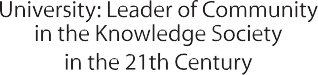 University: Leader of Community
in the Knowledge Society
in the 21th Century